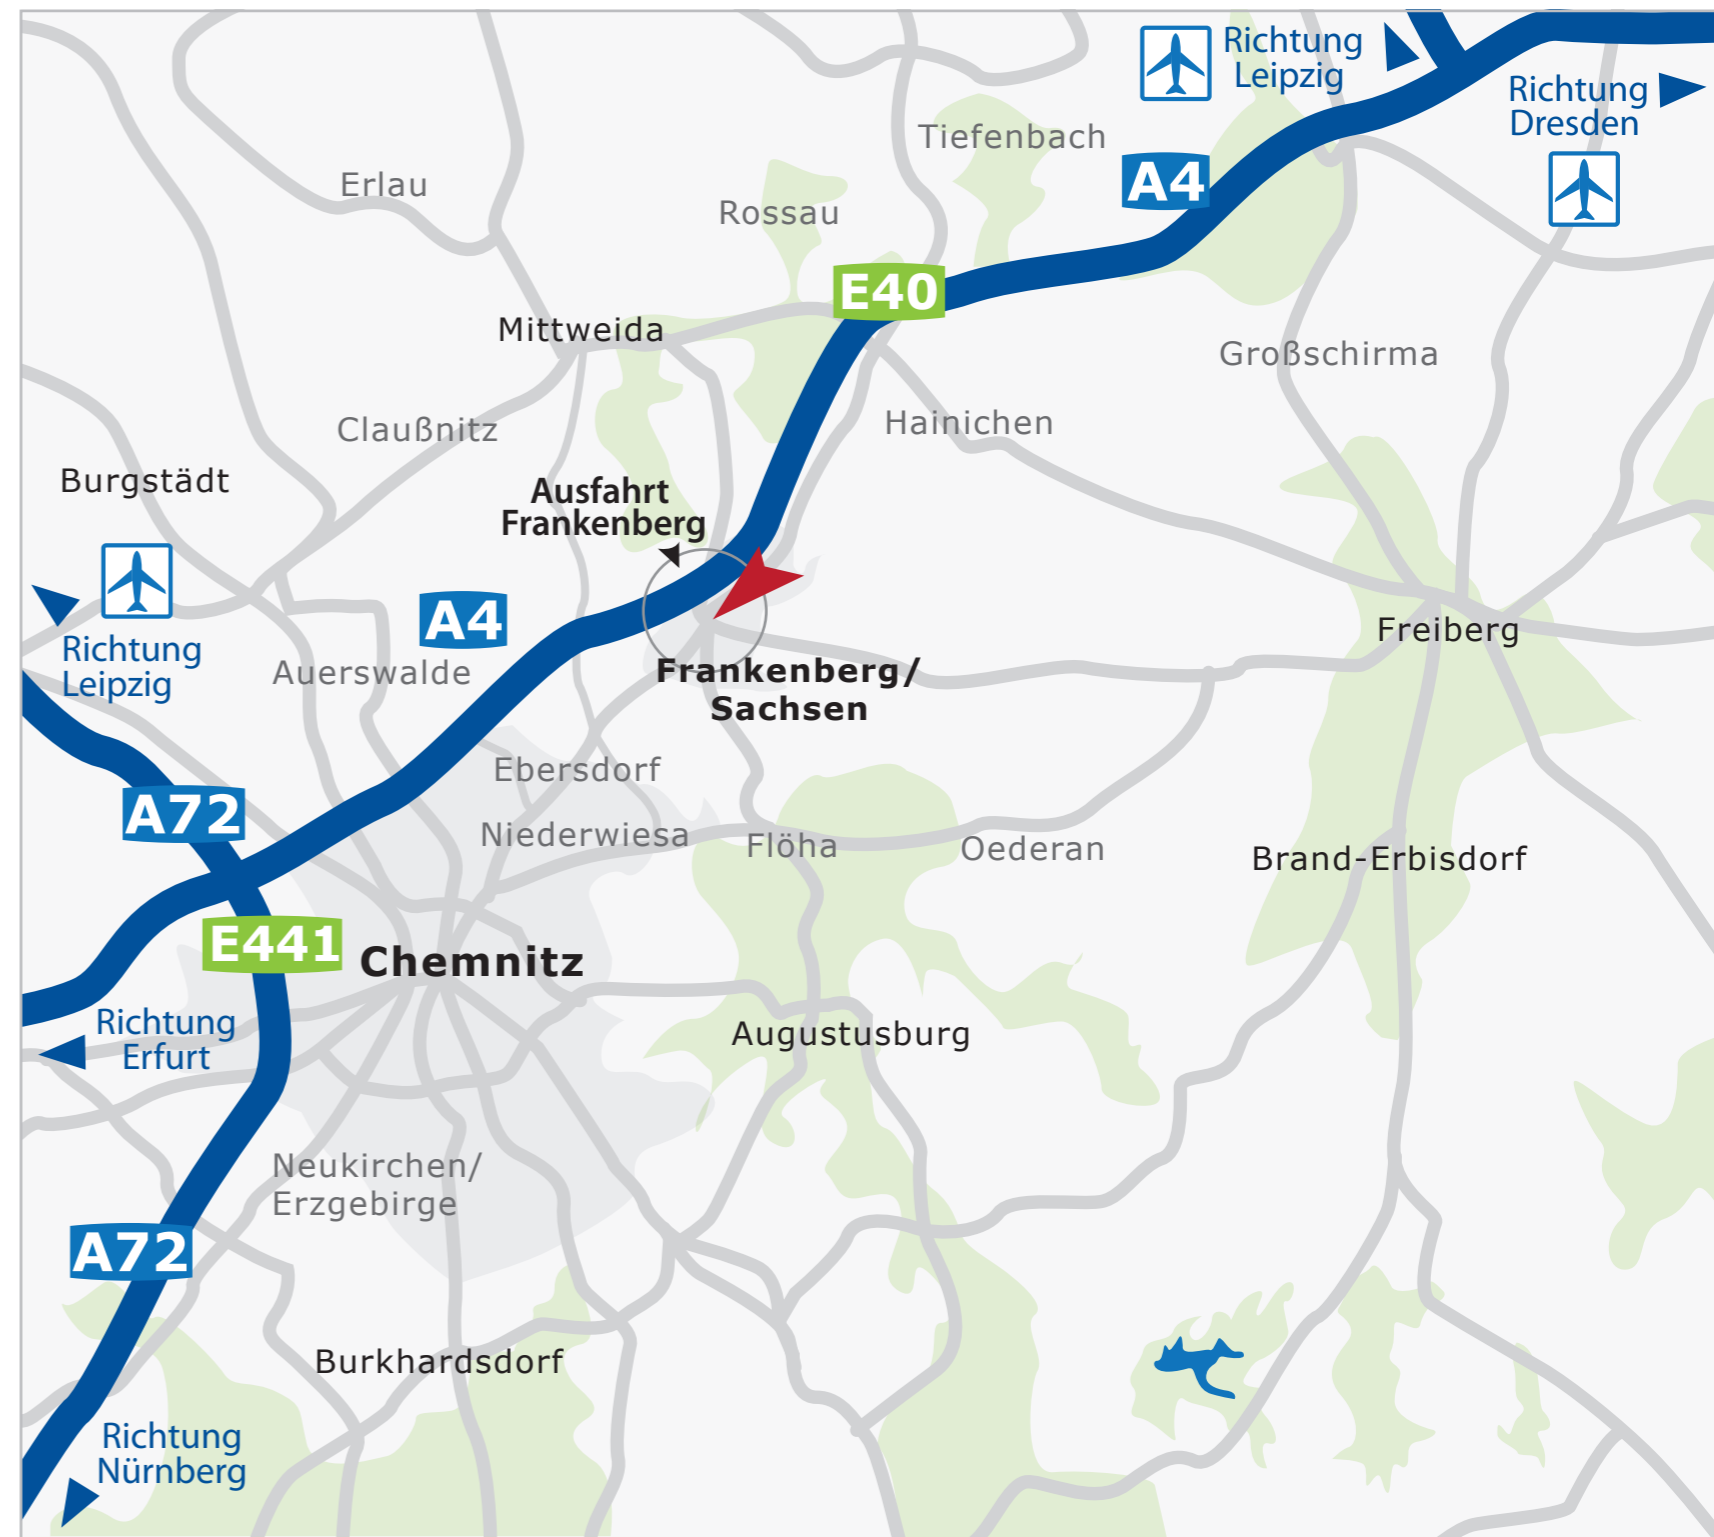 Richtung
Leipzig
Richtung
Dresden
Tiefenbach
A4
Erlau
Rossau
E40
Mittweida
Großschirma
Claußnitz
Hainichen
Burgstädt
Ausfahrt
Frankenberg
A4
Richtung
Leipzig
Freiberg
Auerswalde
Frankenberg/
Sachsen
Ebersdorf
A72
Niederwiesa
Flöha
Oederan
Brand-Erbisdorf
E441
Chemnitz
Richtung
Erfurt
Augustusburg
Neukirchen/
Erzgebirge
A72
Burkhardsdorf
Richtung
Nürnberg